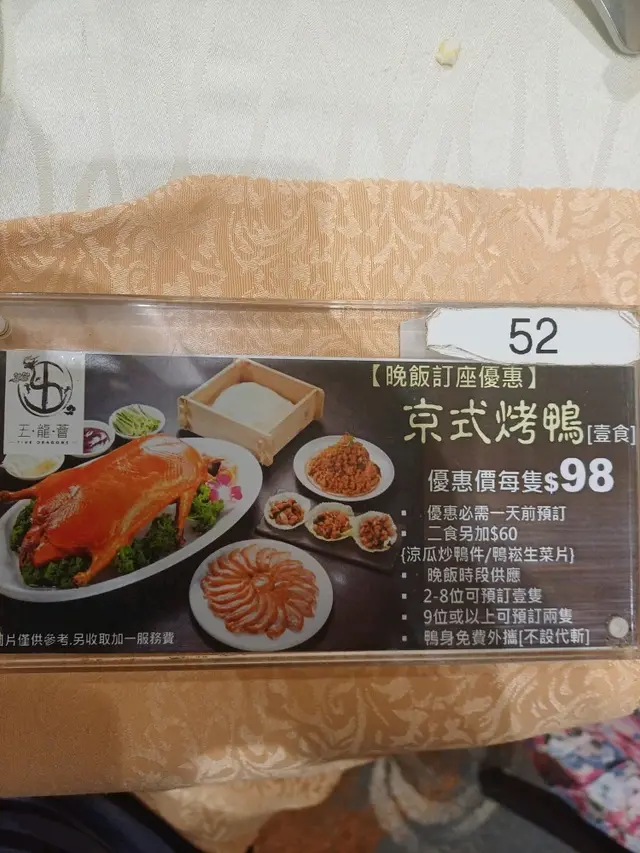 52
【晚飯訂座優惠】
五·龍·薈
FIVE DRAGONS
京式烤鴨[壹食]
優惠價每隻$98
▪ 優惠必需一天前預訂
▪ 二食另加$60
{涼瓜炒鴨件/鴨崧生菜片}
▪ 晚飯時段供應
▪ 2-8位可預訂壹隻
▪ 9位或以上可預訂兩隻
▪ 鴨身免費外攜[不設代斬]
片僅供參考,另收取加一服務費